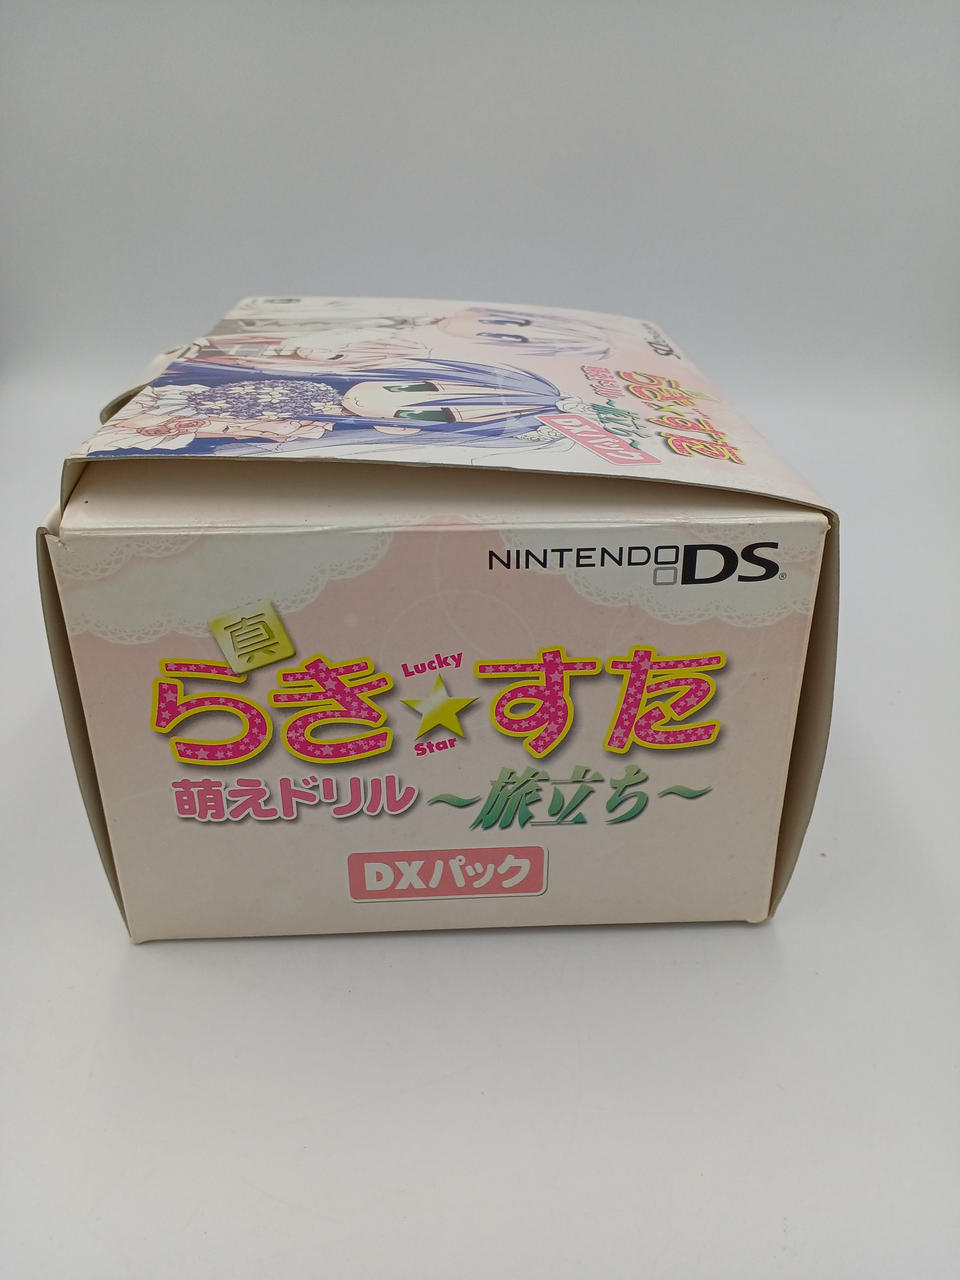 NINTENDO DS®
真
らき☆すた
Lucky
Star
萌えドリル ～旅立ち～
DXパック